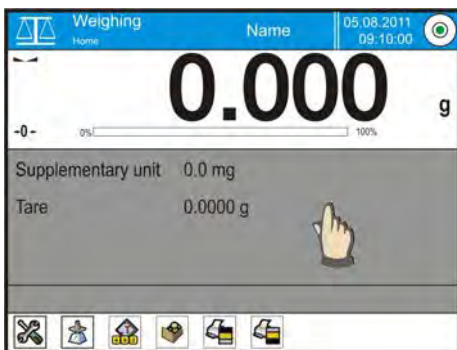 Weighing
Home
Name
05.08.2011
09:10:00
0.000 g
-0-
0%
100%
Supplementary unit 0.0 mg
Tare 0.0000 g